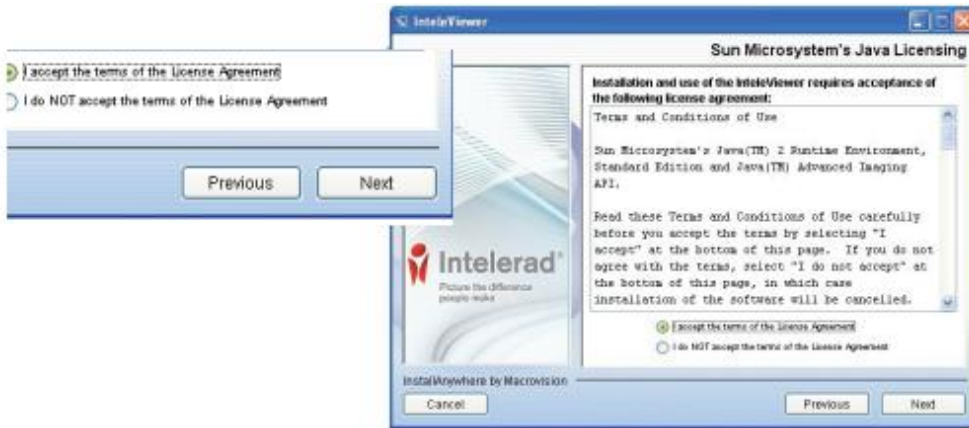 InteleViewer
Sun Microsystem's Java Licensing
I accept the terms of the License Agreement
I do NOT accept the terms of the License Agreement
Previous
Next
Installation and use of the InteleViewer requires acceptance of
the following license agreement:
Terms and Conditions of Use
Sun Microsystem's Java(TM) 2 Runtime Environment,
Standard Edition and Java(TM) Advanced Imaging
API.
Read these Terms and Conditions of Use carefully
before you accept the terms by selecting "I
accept" at the bottom of this page. If you do not
agree with the terms, select "I do not accept" at
the bottom of this page, in which case
installation of the software will be cancelled.
Intelerad
Picture the difference
people make
I accept the terms of the License Agreement
I do NOT accept the terms of the License Agreement
InstallAnywhere by Macrovision
Cancel
Previous
Next